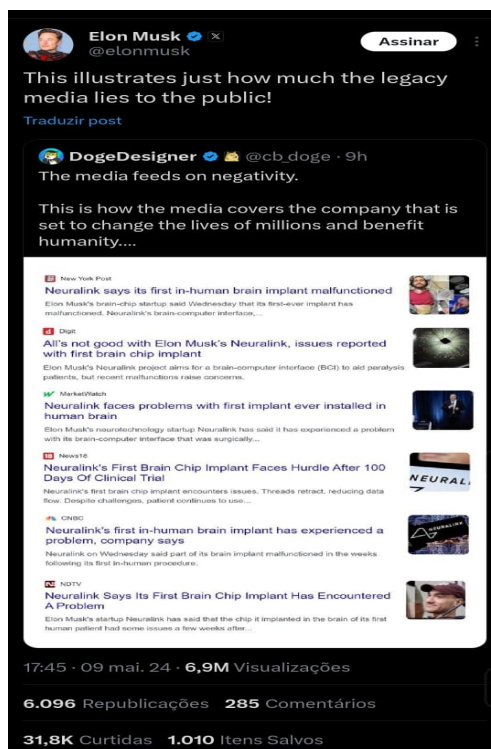 Elon Musk
Assinar
@elonmusk
This illustrates just how much the legacy
media lies to the public!
Traduzir post
DogeDesigner @cb_doge · 9h
The media feeds on negativity.
This is how the media covers the company that is
set to change the lives of millions and benefit
humanity....
New York Post
Neuralink says its first in-human brain implant malfunctioned
Elon Musk's brain-chip startup said Wednesday that its first-ever implant has
malfunctioned. Neuralink's brain-computer interface,...
Digit
All's not good with Elon Musk's Neuralink, issues reported
with first brain chip implant
Elon Musk's Neuralink project aims for a brain-computer interface (BCI) to aid paralysis
patients, but recent malfunctions raise concerns.
MarketWatch
Neuralink faces problems with first implant ever installed in
human brain
Elon Musk's neurotechnology startup Neuralink has said it has experienced a problem
with its brain-computer interface that was surgically...
18 News18
Neuralink's First Brain Chip Implant Faces Hurdle After 100
Days Of Clinical Trial
Neuralink's first brain chip implant encounters issues. Threads retract, reducing data
flow. Despite challenges, patient continues to use...
NEURAL
CNBC
Neuralink's first in-human brain implant has experienced a
problem, company says
Neuralink on Wednesday said part of its brain implant malfunctioned in the weeks
following its first in-human procedure.
NEURALINK
NDTV
Neuralink Says Its First Brain Chip Implant Has Encountered
A Problem
Elon Musk's startup Neuralink has said that the chip it implanted in the brain of its first
human patient had some issues a few weeks after...
17:45 · 09 mai. 24 · 6,9M Visualizações
6.096 Republicações 285 Comentários
31,8K Curtidas 1.010 Itens Salvos